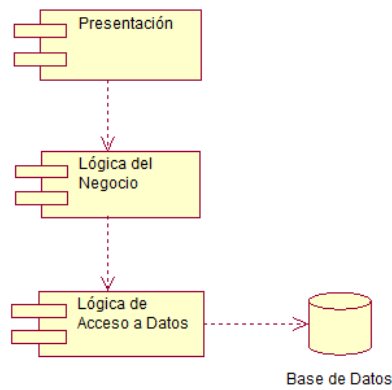 Presentación
Lógica del
Negocio
Lógica de
Acceso a Datos
Base de Datos